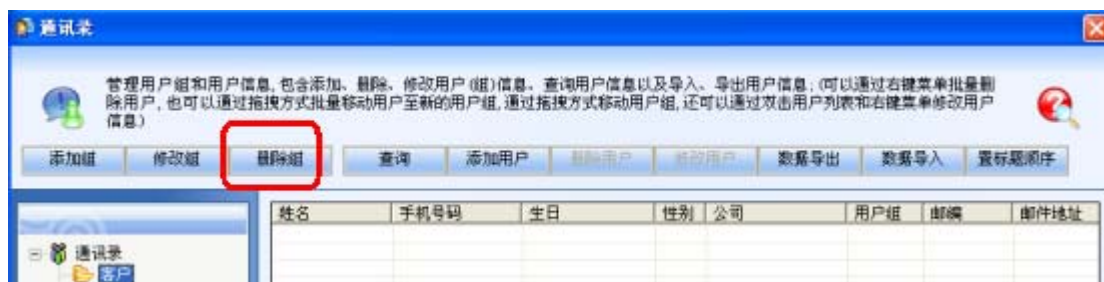 通讯录
管理用户组和用户信息,包含添加、删除、修改用户(组)信息、查询用户信息以及导入、导出用户信息;(可以通过右键菜单批量删
除用户,也可以通过拖拽方式批量移动用户至新的用户组,通过拖拽方式移动用户组,还可以通过双击用户列表和右键菜单修改用户
信息)
添加组 修改组 删除组 查询 添加用户 删除用户 修改用户 数据导出 数据导入 置标题顺序
姓名 手机号码 生日 性别 公司 用户组 邮编 邮件地址
通讯录
客户